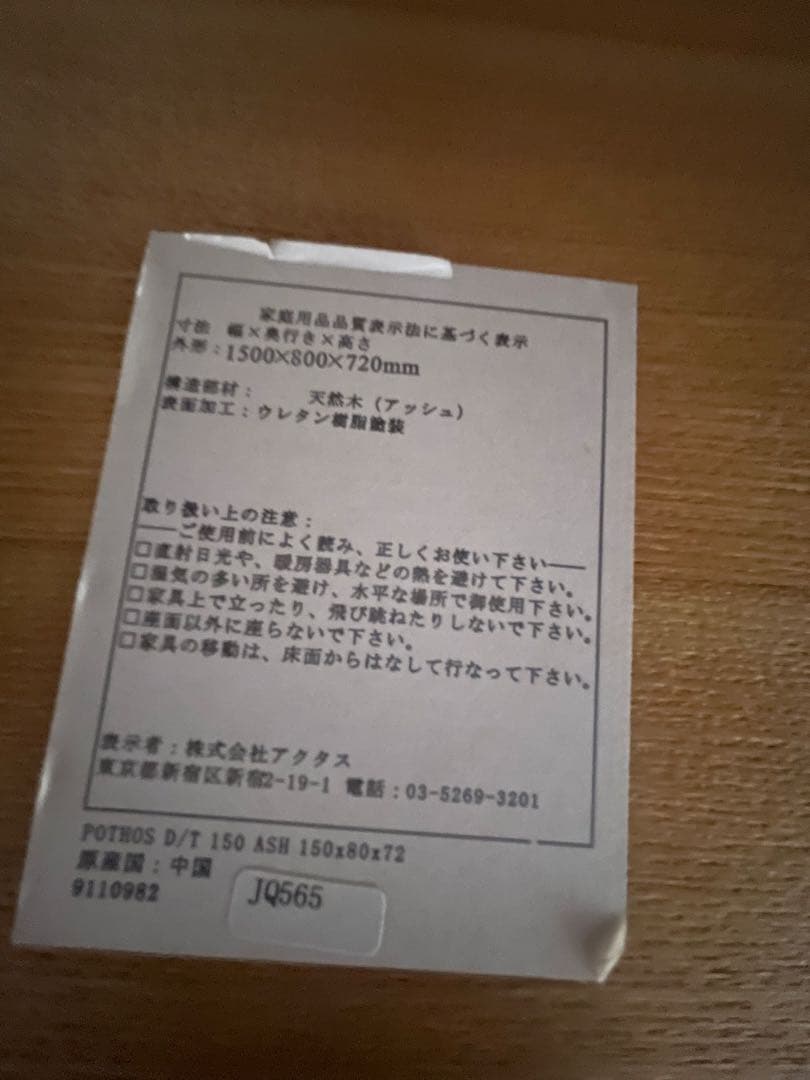 家庭用品品質表示法に基づく表示
寸法 幅×奥行き×高さ
外形：1500×800×720mm
構造部材： 天然木（アッシュ）
表面加工：ウレタン樹脂塗装
取り扱い上の注意：
――ご使用前によく読み、正しくお使い下さい――
□直射日光や、暖房器具などの熱を避けて下さい。
□湿気の多い所を避け、水平な場所で御使用下さい。
□家具上で立ったり、飛び跳ねたりしないで下さい。
□座面以外に座らないで下さい。
□家具の移動は、床面からはなして行なって下さい。
表示者：株式会社アクタス
東京都新宿区新宿2-19-1 電話：03-5269-3201
POTHOS D/T 150 ASH 150x80x72
原産国：中国
9110982
JQ565